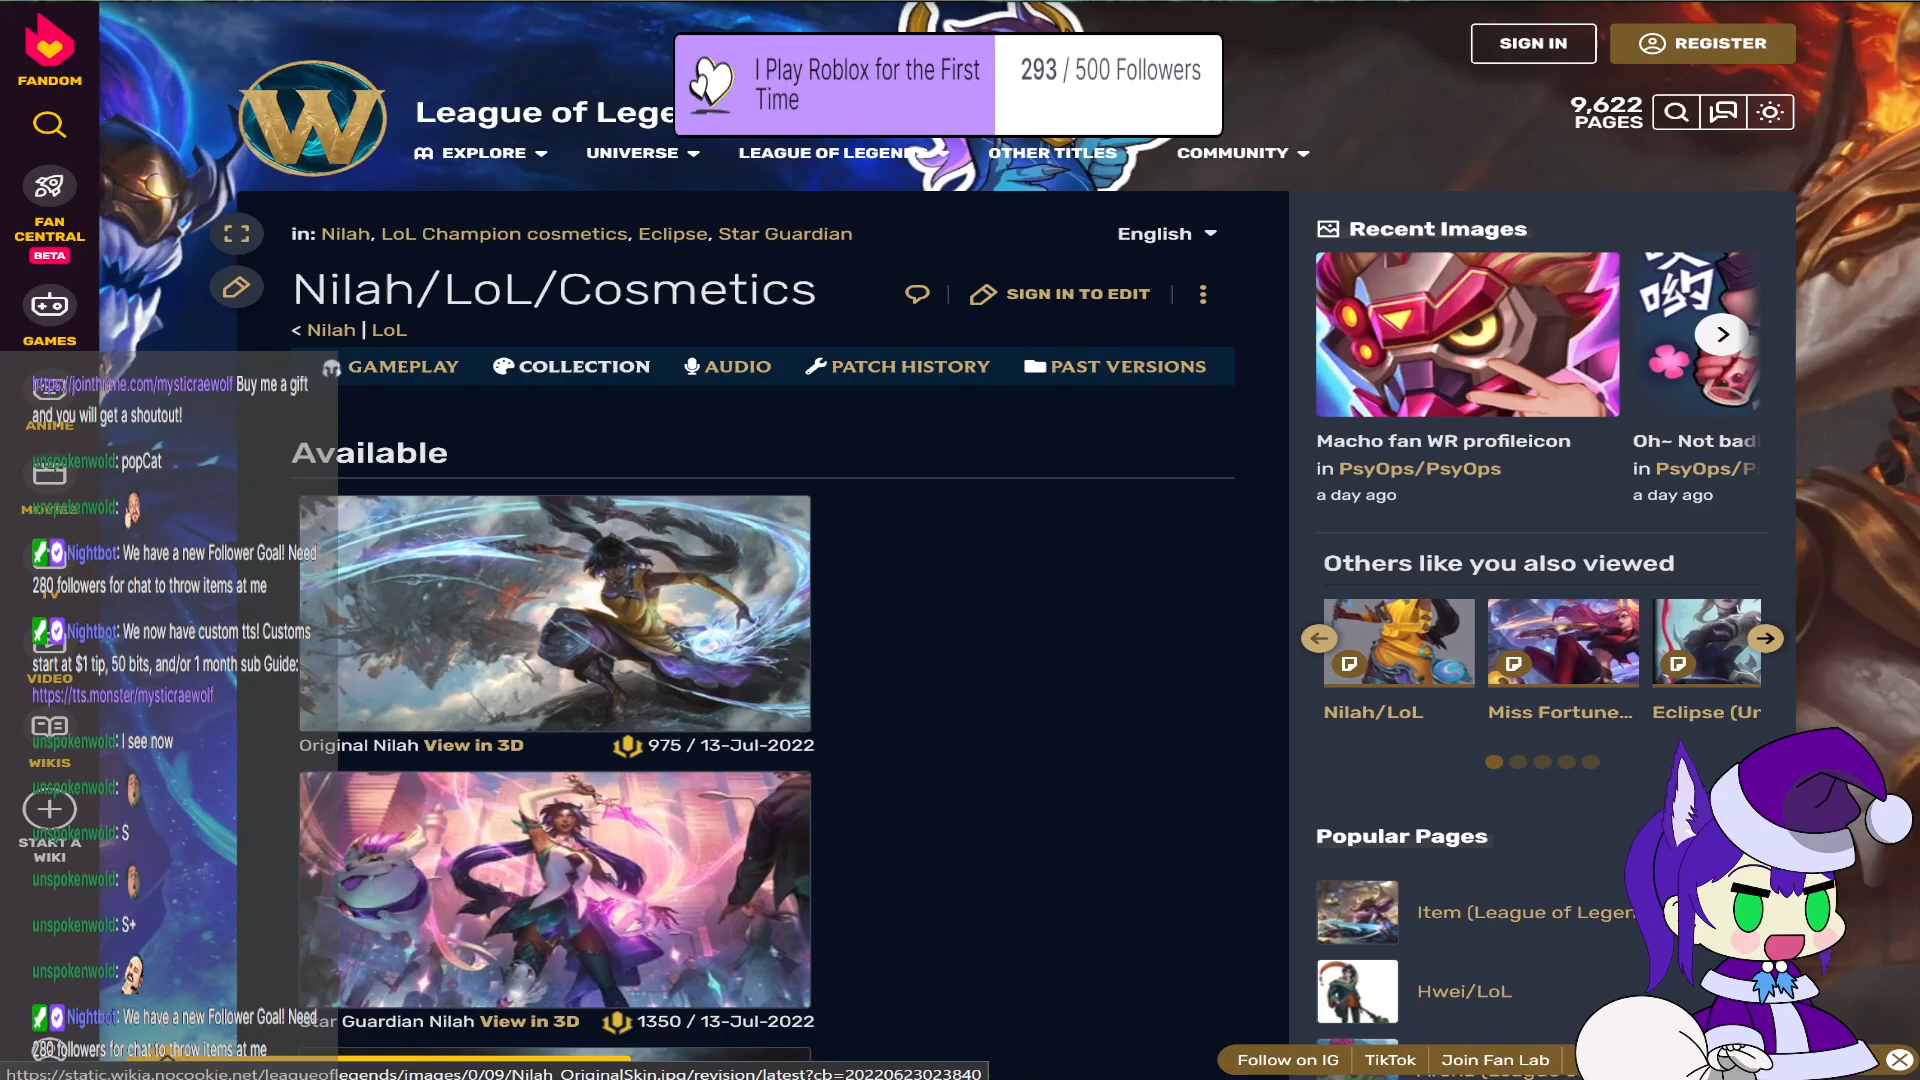 FANDOM
FAN
CENTRAL
BETA
GAMES
ANIME
VIDEO
WIKIS
START A
WIKI
https://jointhrone.com/mysticraewolf Buy me a gift
and you will get a shoutout!
unspokenwold: popCat
unspokenwold:
Nightbot: We have a new Follower Goal! Need
280 followers for chat to throw items at me
Nightbot: We now have custom tts! Customs
start at $1 tip, 50 bits, and/or 1 month sub Guide:
https://tts.monster/mysticraewolf
unspokenwold: I see now
unspokenwold:
unspokenwold: S
unspokenwold:
unspokenwold: S+
unspokenwold:
Nightbot: We have a new Follower Goal! Need
280 followers for chat to throw items at me
I Play Roblox for the First
Time
293 / 500 Followers
SIGN IN
REGISTER
League of Lege
9,622
PAGES
EXPLORE
UNIVERSE
LEAGUE OF LEGENDS
OTHER TITLES
COMMUNITY
in: Nilah, LoL Champion cosmetics, Eclipse, Star Guardian
English
Nilah/LoL/Cosmetics
SIGN IN TO EDIT
< Nilah | LoL
GAMEPLAY
COLLECTION
AUDIO
PATCH HISTORY
PAST VERSIONS
Available
Original Nilah View in 3D
975 / 13-Jul-2022
Star Guardian Nilah View in 3D
1350 / 13-Jul-2022
Recent Images
Macho fan WR profileicon
in PsyOps/PsyOps
a day ago
哟
Oh~ Not bad!
in PsyOps/P
a day ago
Others like you also viewed
Nilah/LoL
Miss Fortune...
Eclipse (Un
Popular Pages
Item (League of Legen
Hwei/LoL
Follow on IG
TikTok
Join Fan Lab
https://static.wikia.nocookie.net/leagueoflegends/images/0/09/Nilah_OriginalSkin.jpg/revision/latest?cb=20220623023840